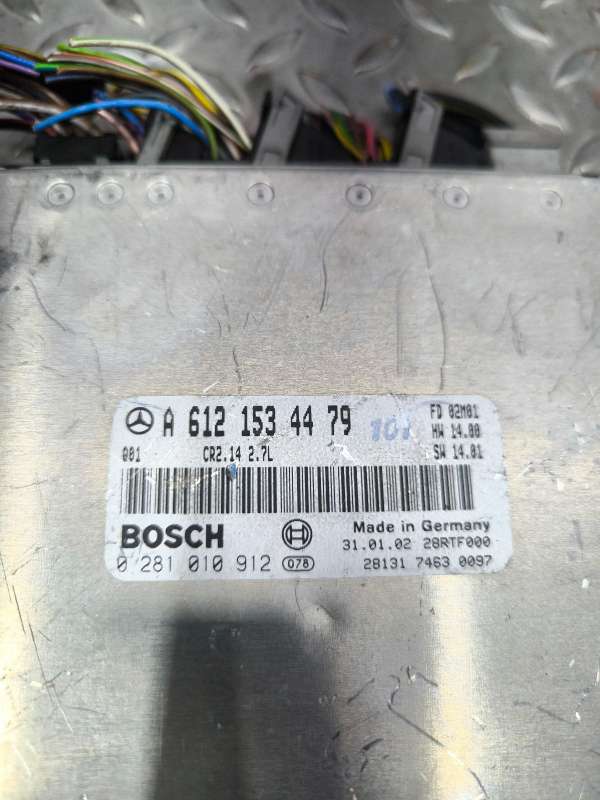 A 612 153 44 79
FD 02M01
HW 14.00
Q01 CR2.14 2.7L SW 14.01
BOSCH
Made in Germany
31.01.02 28RTF000
0 281 010 912 078 28131 7463 0097